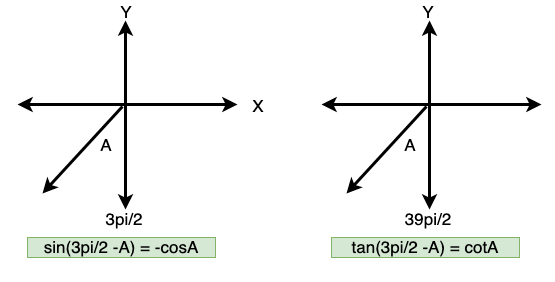 Y
X
A
3pi/2
sin(3pi/2 -A) = -cosA
Y
A
39pi/2
tan(3pi/2 -A) = cotA